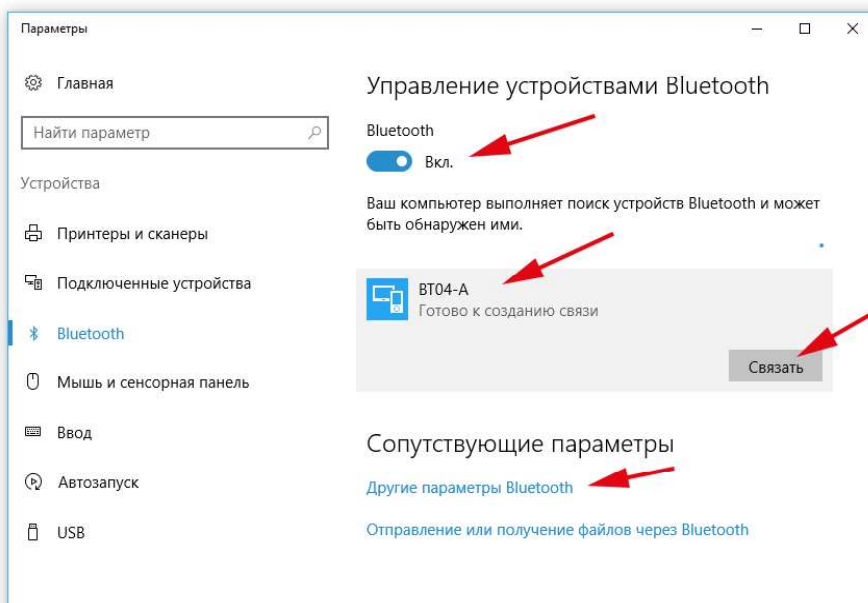 Параметры
Главная
Найти параметр
Устройства
Принтеры и сканеры
Подключенные устройства
Bluetooth
Мышь и сенсорная панель
Ввод
Автозапуск
USB
Управление устройствами Bluetooth
Bluetooth
Вкл.
Ваш компьютер выполняет поиск устройств Bluetooth и может
быть обнаружен ими.
BT04-A
Готово к созданию связи
Связать
Сопутствующие параметры
Другие параметры Bluetooth
Отправление или получение файлов через Bluetooth